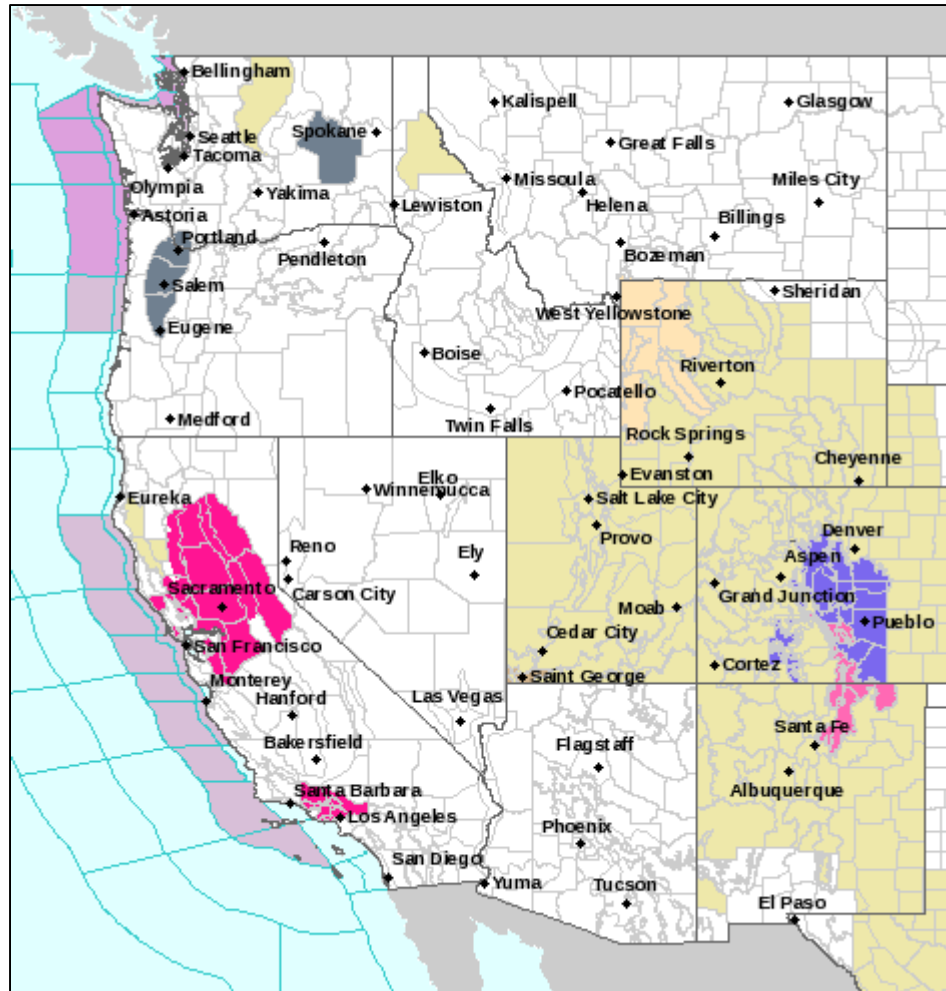 Bellingham
Kalispell
Glasgow
Seattle
Spokane
Great Falls
Tacoma
Olympia
Yakima
Missoula
Helena
Miles City
Astoria
Lewiston
Billings
Portland
Pendleton
Bozeman
Salem
West Yellowstone
Sheridan
Eugene
Boise
Riverton
Medford
Twin Falls
Pocatello
Rock Springs
Cheyenne
Eureka
Winnemucca
Elko
Evanston
Salt Lake City
Reno
Ely
Provo
Denver
Aspen
Sacramento
Carson City
Moab
Grand Junction
Pueblo
San Francisco
Cedar City
Cortez
Monterey
Saint George
Hanford
Las Vegas
Santa Fe
Bakersfield
Flagstaff
Albuquerque
Santa Barbara
Los Angeles
Phoenix
San Diego
Yuma
Tucson
El Paso